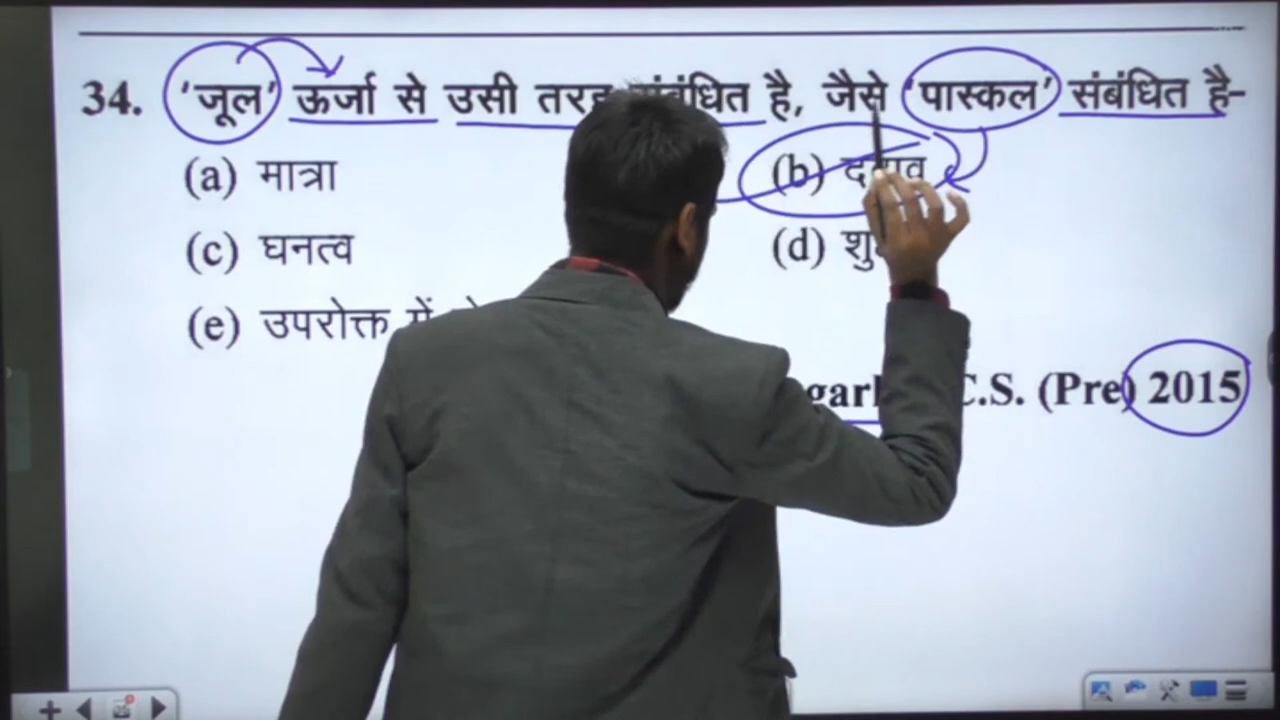 34. 'जूल' ऊर्जा से उसी तरह संबंधित है, जैसे 'पास्कल' संबंधित है-
(a) मात्रा (b)
(c) घनत्व (d)
(e) उपरोक्त में
C.S. (Pre) 2015